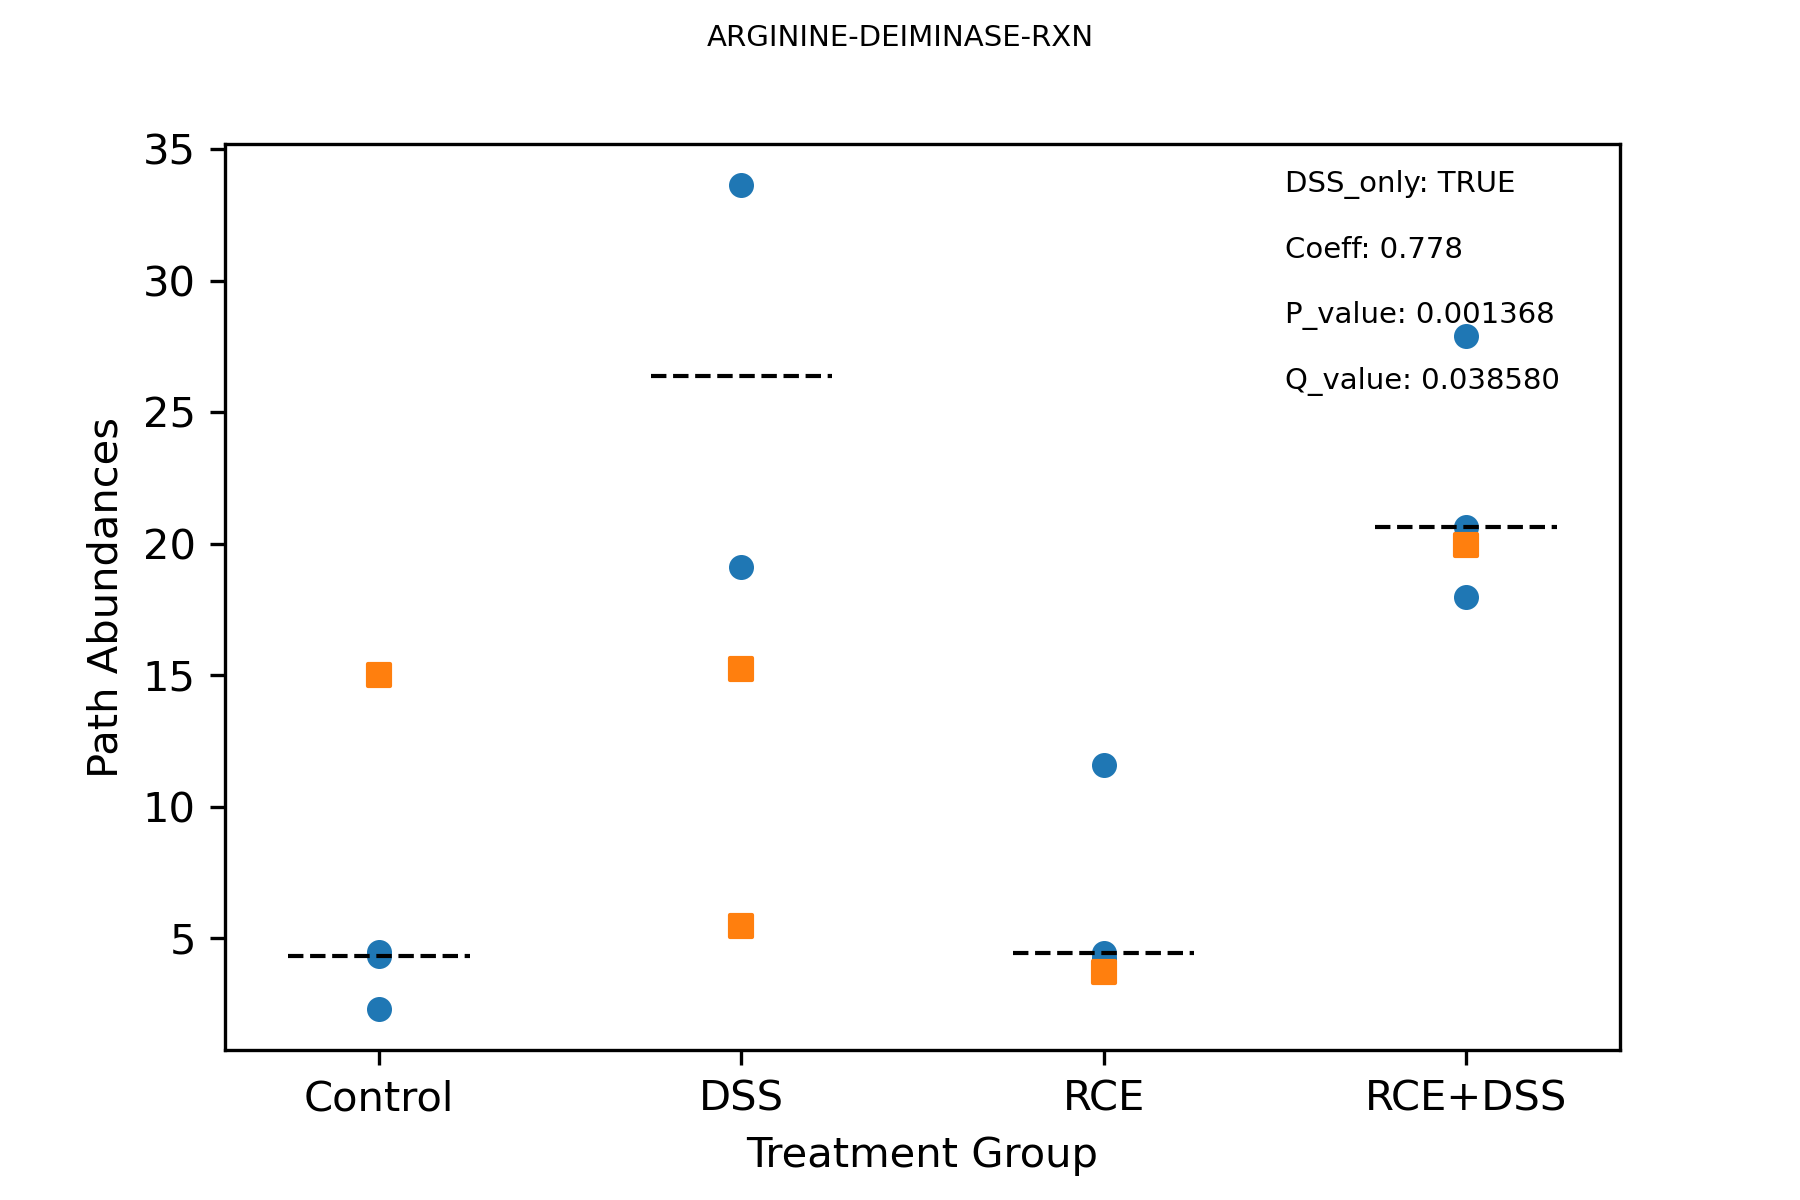 ARGININE-DEIMINASE-RXN
35
30
25
20
15
10
5
Path Abundances
DSS_only: TRUE
Coeff: 0.778
P_value: 0.001368
Q_value: 0.038580
Control
DSS
RCE
RCE+DSS
Treatment Group